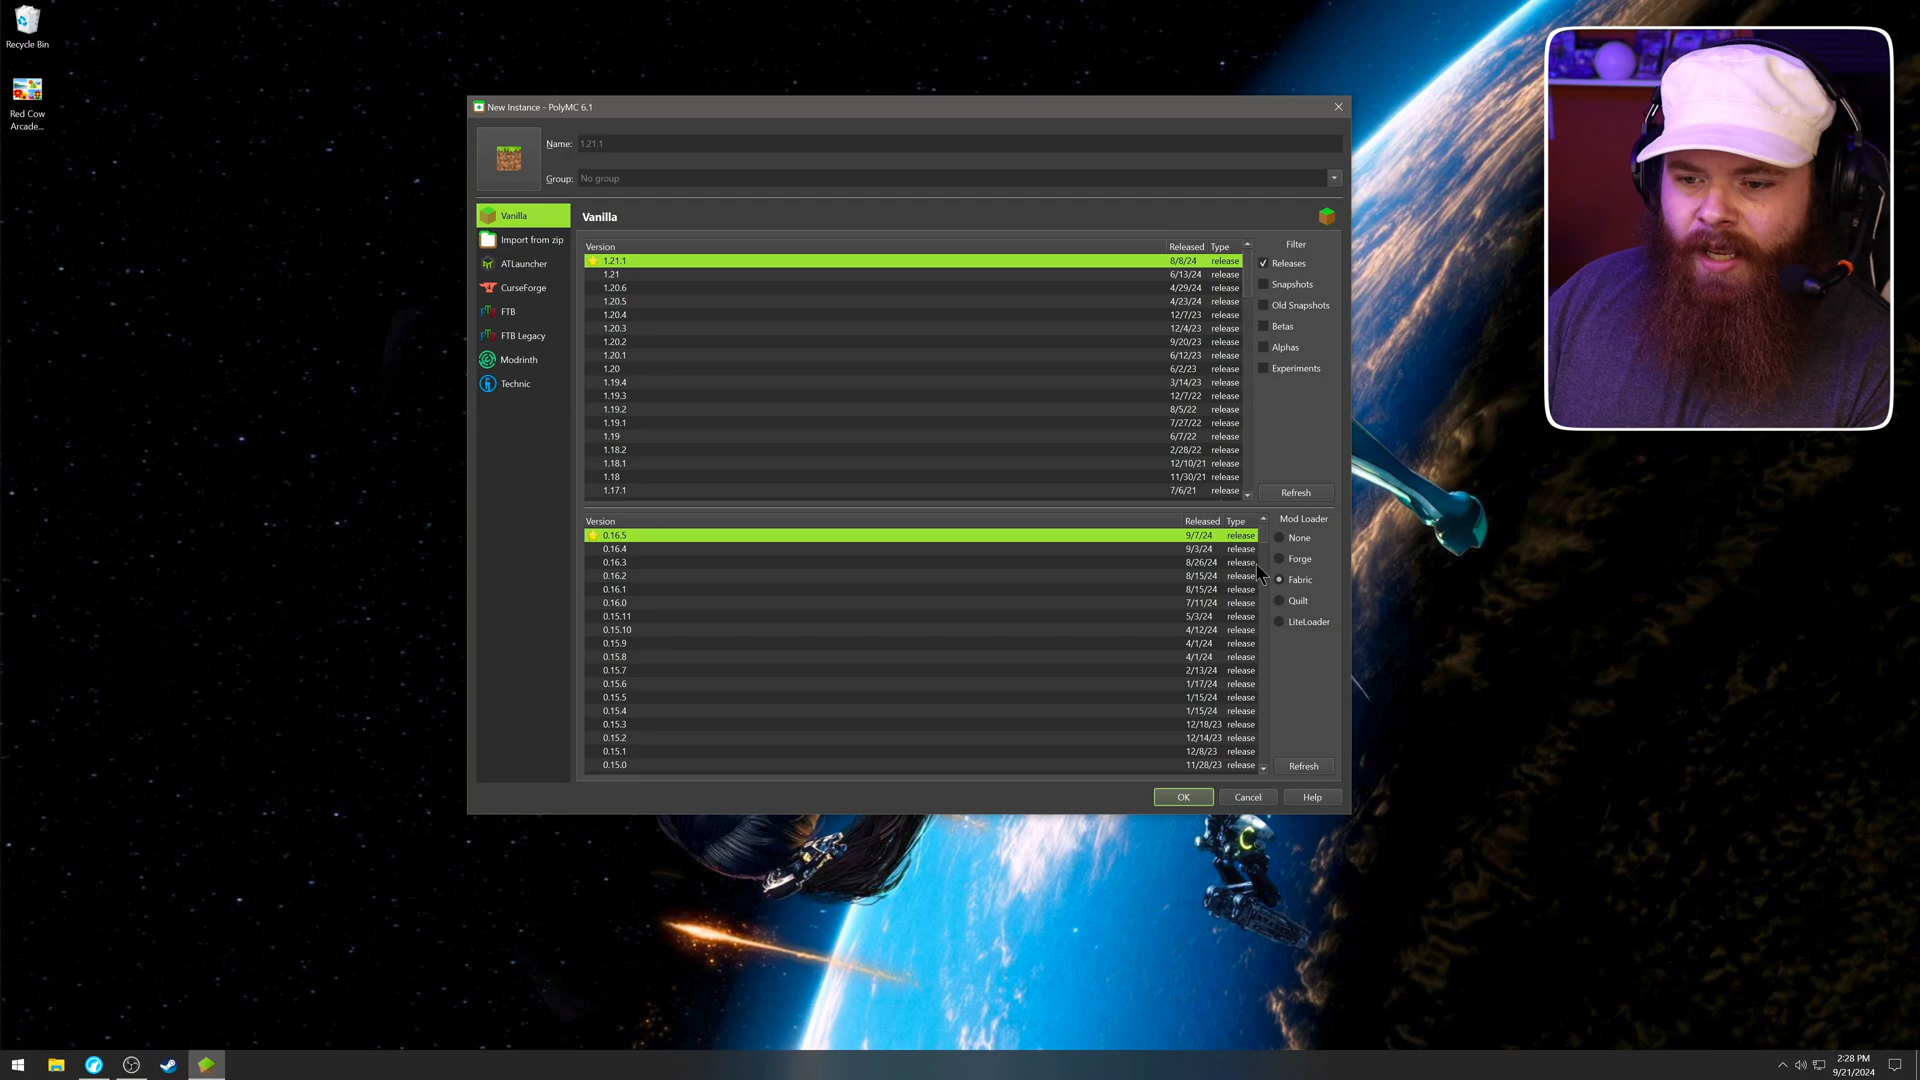 Recycle Bin
Red Cow
Arcade...
New Instance - PolyMC 6.1
Name: 1.21.1
Group: No group
Vanilla
Import from zip
ATLauncher
CurseForge
FTB
FTB Legacy
Modrinth
Technic
Vanilla
Version Released Type
1.21.1 8/8/24 release
1.21 6/13/24 release
1.20.6 4/29/24 release
1.20.5 4/23/24 release
1.20.4 12/7/23 release
1.20.3 12/4/23 release
1.20.2 9/20/23 release
1.20.1 6/12/23 release
1.20 6/2/23 release
1.19.4 3/14/23 release
1.19.3 12/7/22 release
1.19.2 8/5/22 release
1.19.1 7/27/22 release
1.19 6/7/22 release
1.18.2 2/28/22 release
1.18.1 12/10/21 release
1.18 11/30/21 release
1.17.1 7/6/21 release
Filter
Releases
Snapshots
Old Snapshots
Betas
Alphas
Experiments
Refresh
Version Released Type
0.16.5 9/7/24 release
0.16.4 9/3/24 release
0.16.3 8/26/24 release
0.16.2 8/15/24 release
0.16.1 8/15/24 release
0.16.0 7/11/24 release
0.15.11 5/3/24 release
0.15.10 4/12/24 release
0.15.9 4/1/24 release
0.15.8 4/1/24 release
0.15.7 2/13/24 release
0.15.6 1/17/24 release
0.15.5 1/15/24 release
0.15.4 1/15/24 release
0.15.3 12/18/23 release
0.15.2 12/14/23 release
0.15.1 12/8/23 release
0.15.0 11/28/23 release
Mod Loader
None
Forge
Fabric
Quilt
LiteLoader
Refresh
OK
Cancel
Help
2:28 PM
9/21/2024